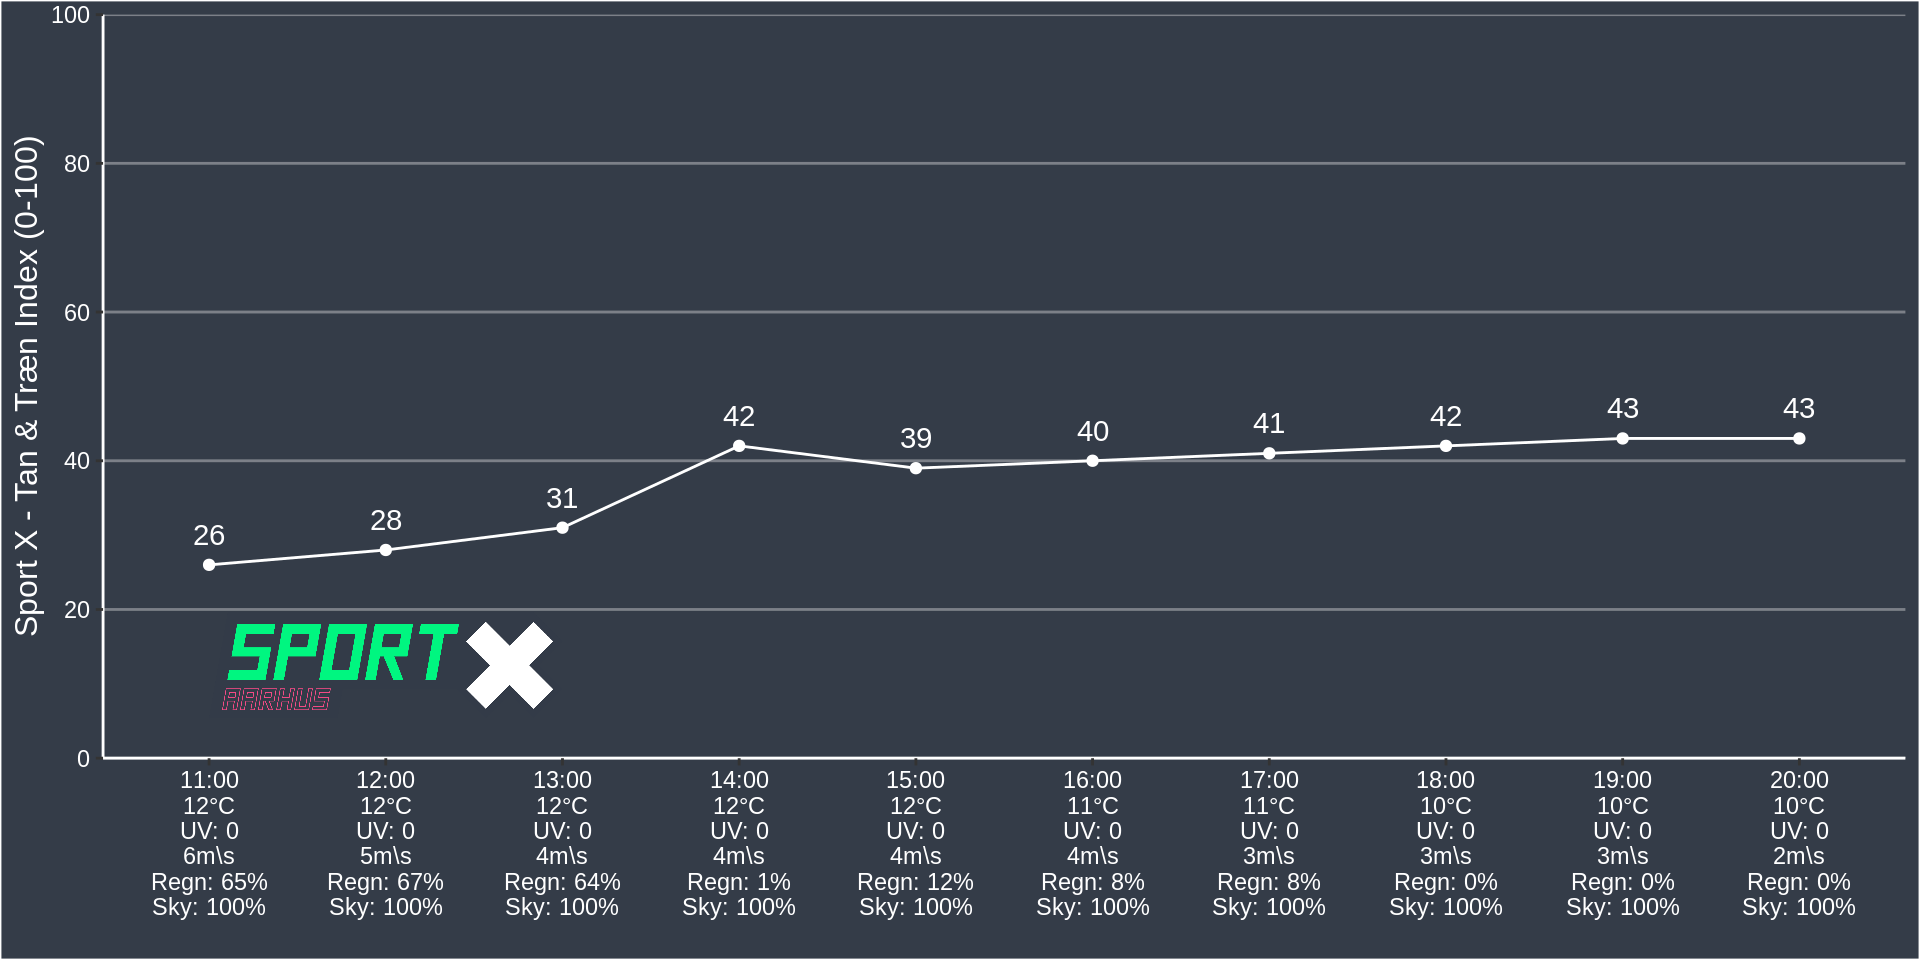 Sport X - Tan & Træn Index (0-100)
100
80
60
40
20
0
26
28
31
42
39
40
41
42
43
43
SPORT X
AARHUS
11:00 12:00 13:00 14:00 15:00 16:00 17:00 18:00 19:00 20:00
12°C 12°C 12°C 12°C 12°C 11°C 11°C 10°C 10°C 10°C
UV: 0 UV: 0 UV: 0 UV: 0 UV: 0 UV: 0 UV: 0 UV: 0 UV: 0 UV: 0
6m\s 5m\s 4m\s 4m\s 4m\s 4m\s 3m\s 3m\s 3m\s 2m\s
Regn: 65% Regn: 67% Regn: 64% Regn: 1% Regn: 12% Regn: 8% Regn: 8% Regn: 0% Regn: 0% Regn: 0%
Sky: 100% Sky: 100% Sky: 100% Sky: 100% Sky: 100% Sky: 100% Sky: 100% Sky: 100% Sky: 100% Sky: 100%